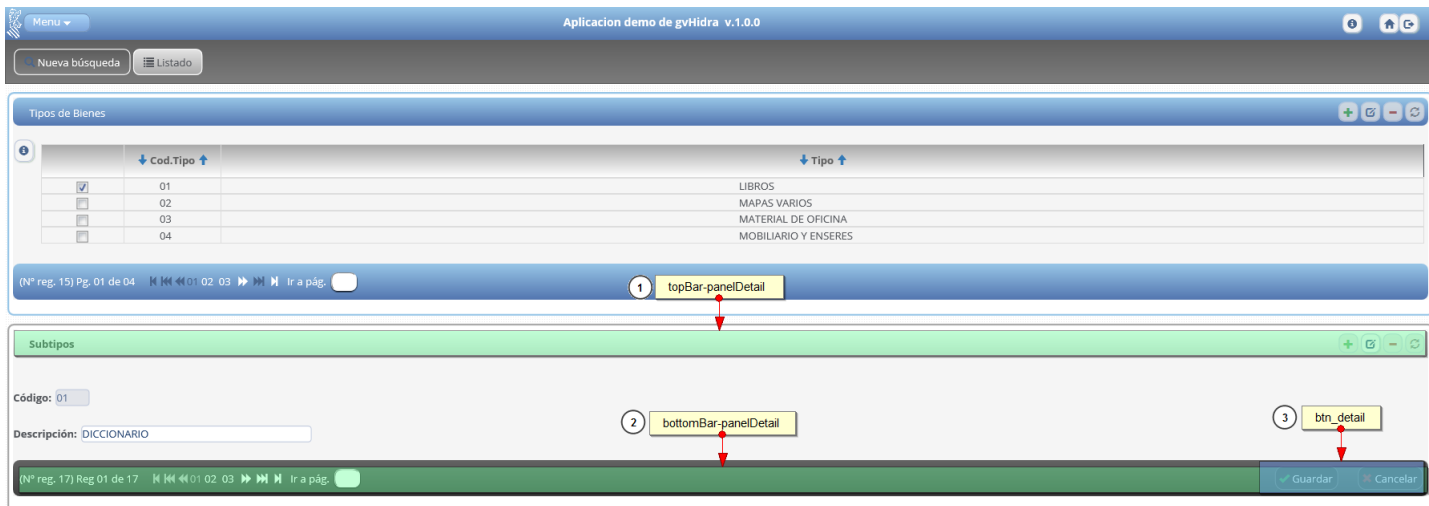 Menu
Aplicacion demo de gvHidra v.1.0.0
Nueva búsqueda
Listado
Tipos de Bienes
Cod.Tipo
Tipo
01 LIBROS
02 MAPAS VARIOS
03 MATERIAL DE OFICINA
04 MOBILIARIO Y ENSERES
(Nº reg. 15) Pg. 01 de 04 01 02 03 Ir a pág.
1 topBar-panelDetail
Subtipos
Código: 01
2 bottomBar-panelDetail
3 btn_detail
Descripción: DICCIONARIO
(Nº reg. 17) Reg 01 de 17 01 02 03 Ir a pág.
Guardar
Cancelar